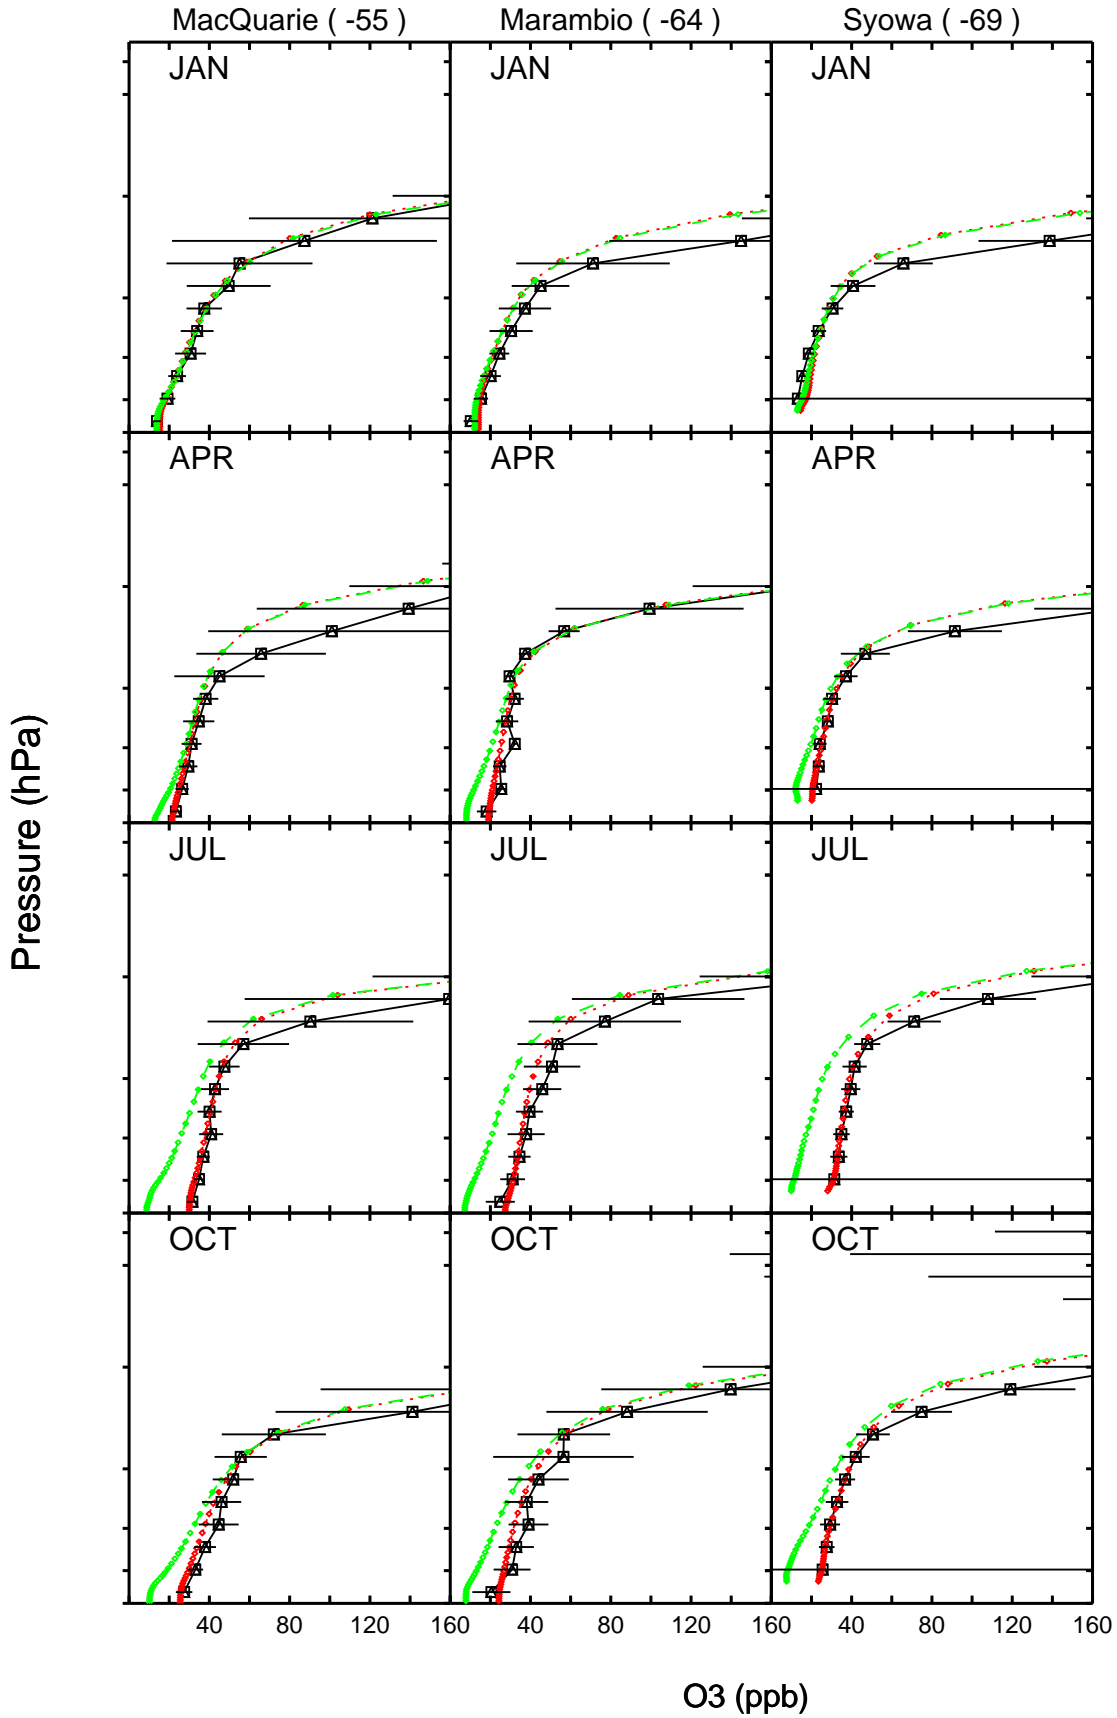 MacQuarie ( -55 ) Marambio ( -64 ) Syowa ( -69 )
JAN JAN JAN
APR APR APR
JUL JUL JUL
OCT OCT OCT
Pressure (hPa)
40 80 120 160 40 80 120 160 40 80 120 160
O3 (ppb)